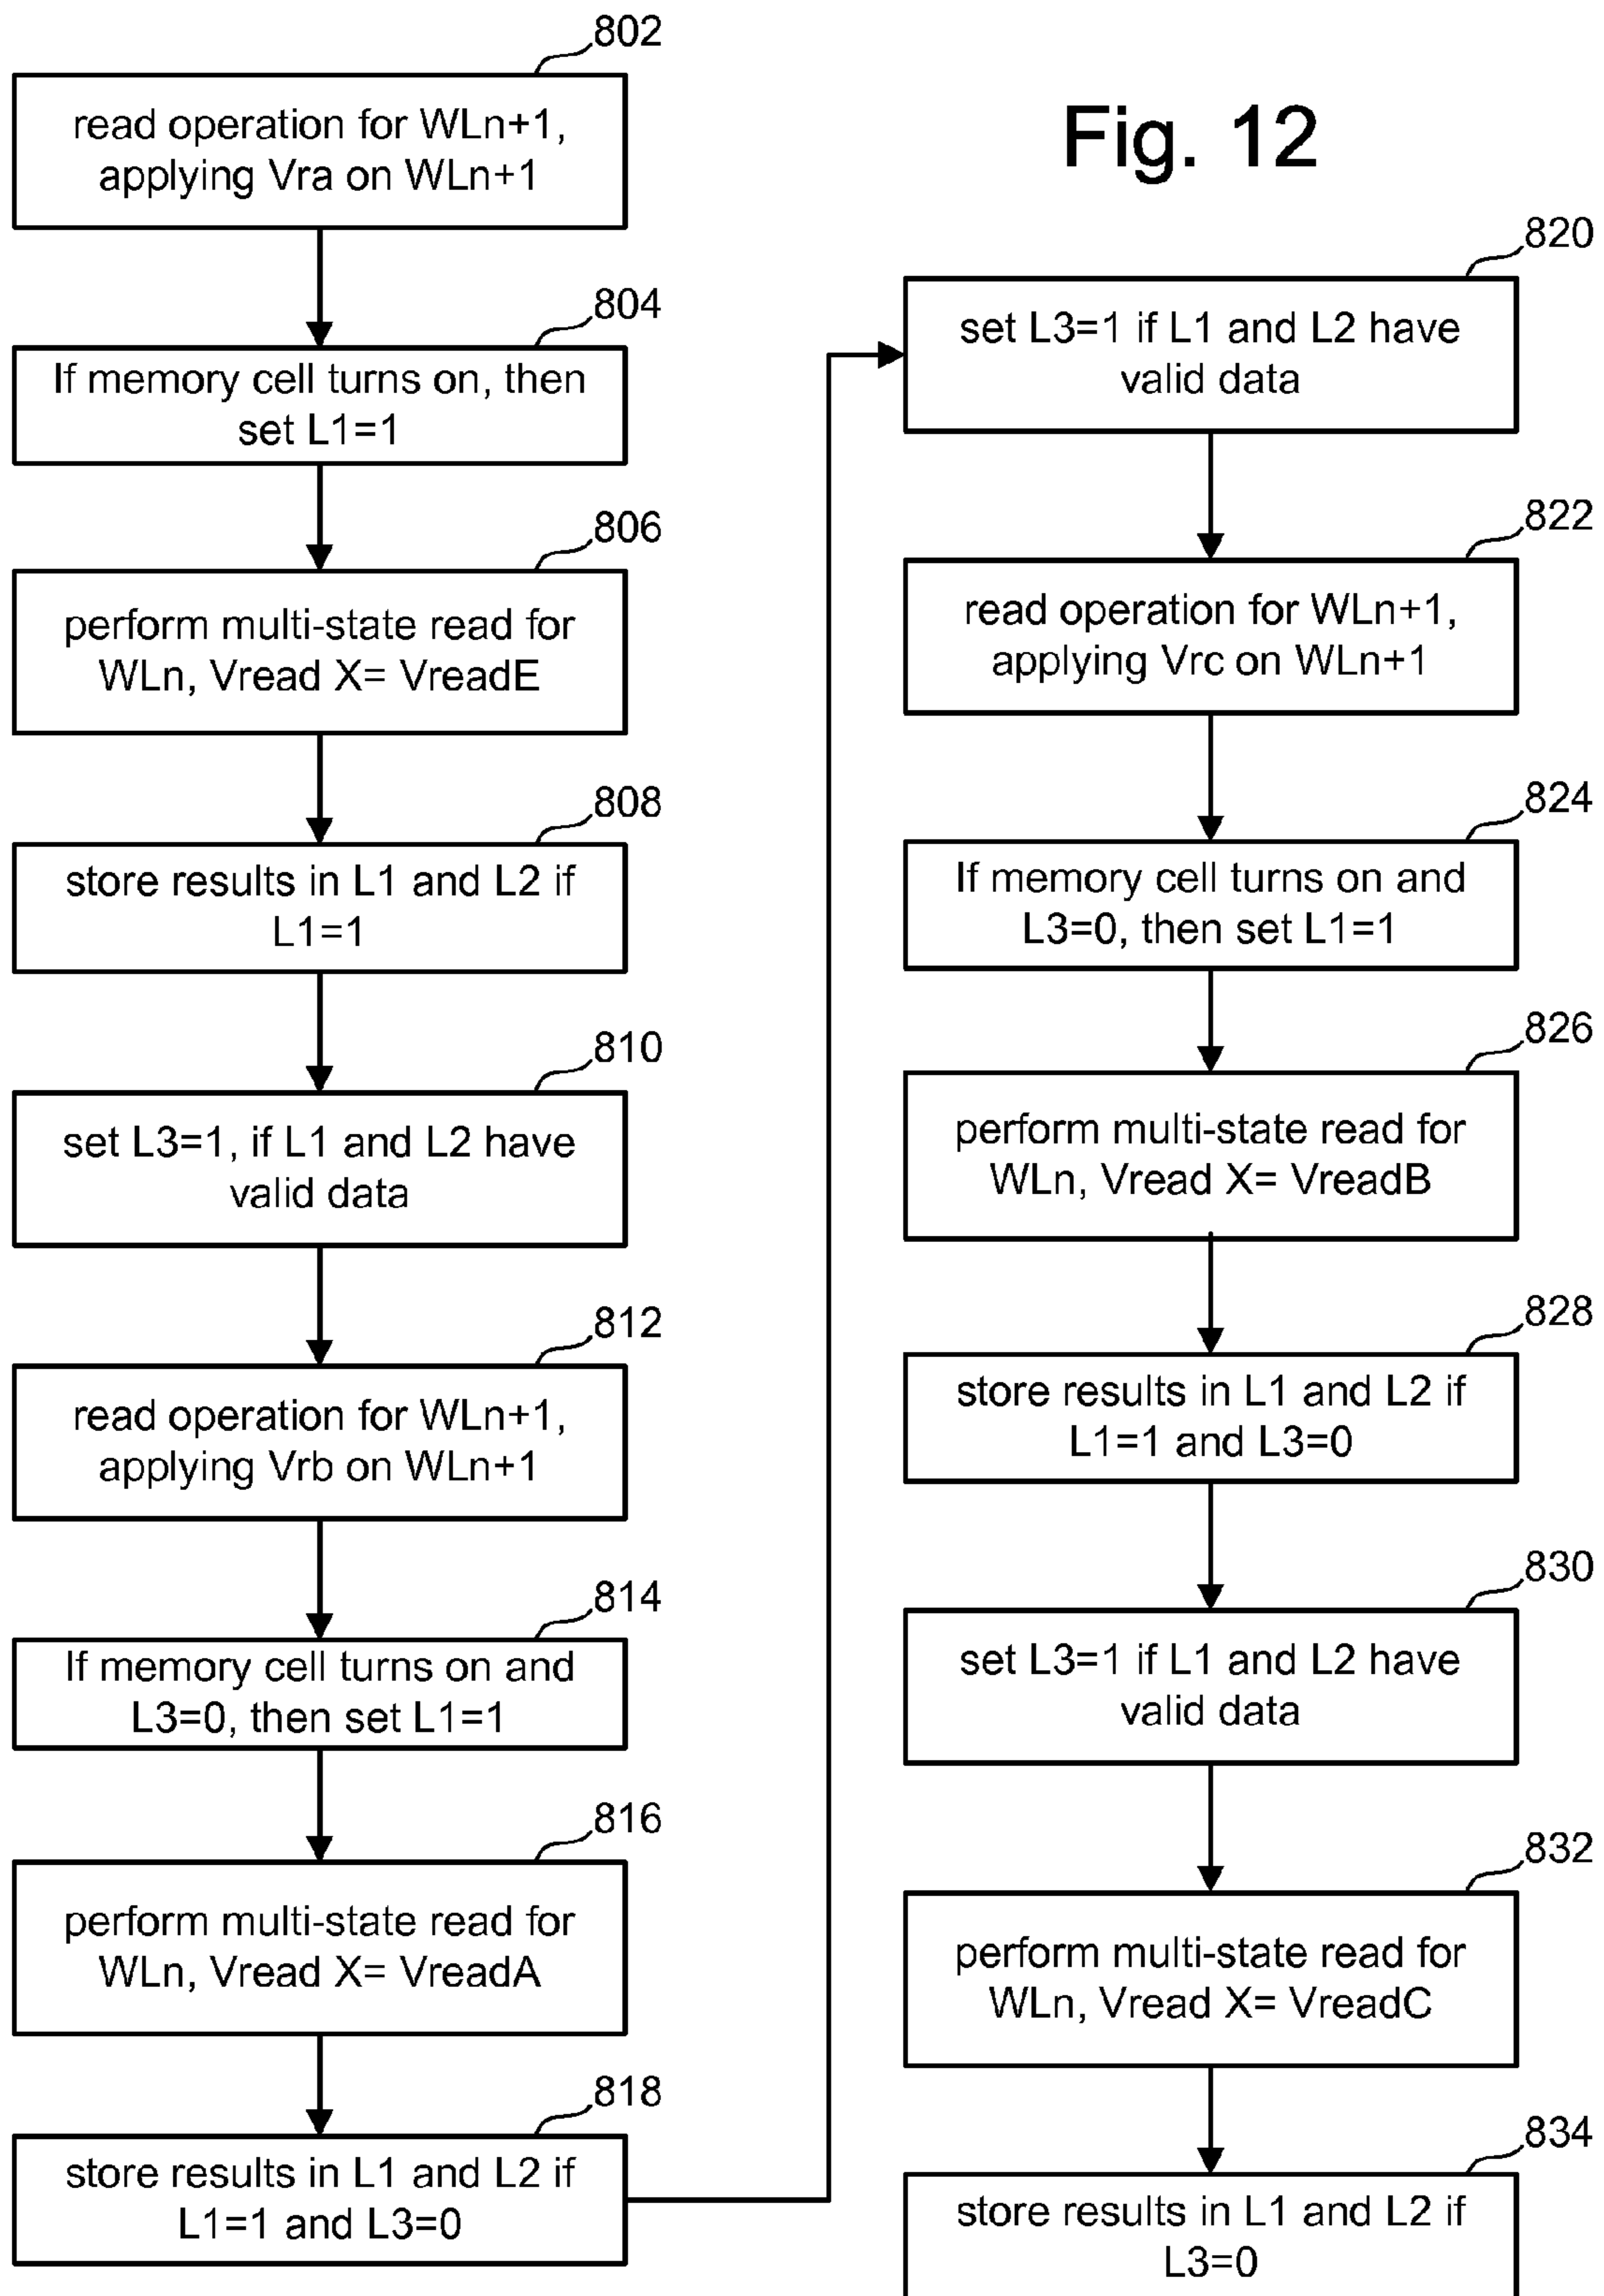 802
read operation for WLn+1,
applying Vra on WLn+1
804
If memory cell turns on, then
set L1=1
806
perform multi-state read for
WLn, Vread X= VreadE
808
store results in L1 and L2 if
L1=1
810
set L3=1, if L1 and L2 have
valid data
812
read operation for WLn+1,
applying Vrb on WLn+1
814
If memory cell turns on and
L3=0, then set L1=1
816
perform multi-state read for
WLn, Vread X= VreadA
818
store results in L1 and L2 if
L1=1 and L3=0
Fig. 12
820
set L3=1 if L1 and L2 have
valid data
822
read operation for WLn+1,
applying Vrc on WLn+1
824
If memory cell turns on and
L3=0, then set L1=1
826
perform multi-state read for
WLn, Vread X= VreadB
828
store results in L1 and L2 if
L1=1 and L3=0
830
set L3=1 if L1 and L2 have
valid data
832
perform multi-state read for
WLn, Vread X= VreadC
834
store results in L1 and L2 if
L3=0